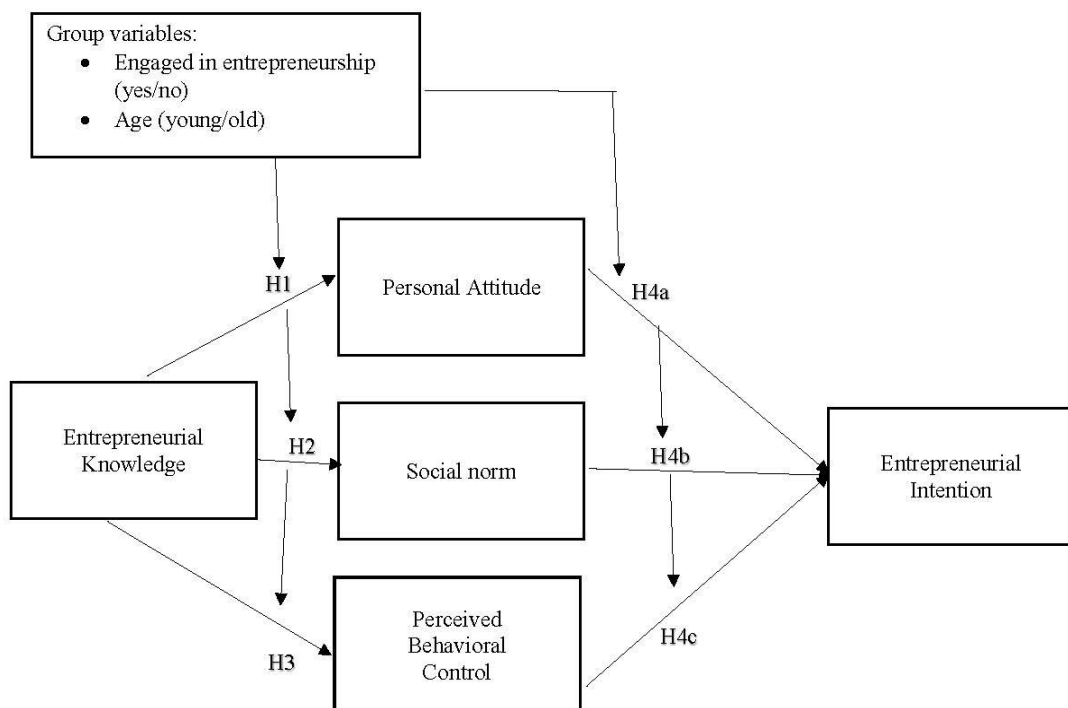 Group variables:
• Engaged in entrepreneurship
(yes/no)
• Age (young/old)
H1
Personal Attitude
H4a
Entrepreneurial
Knowledge
H2
Social norm
H4b
Entrepreneurial
Intention
H3
Perceived
Behavioral
Control
H4c